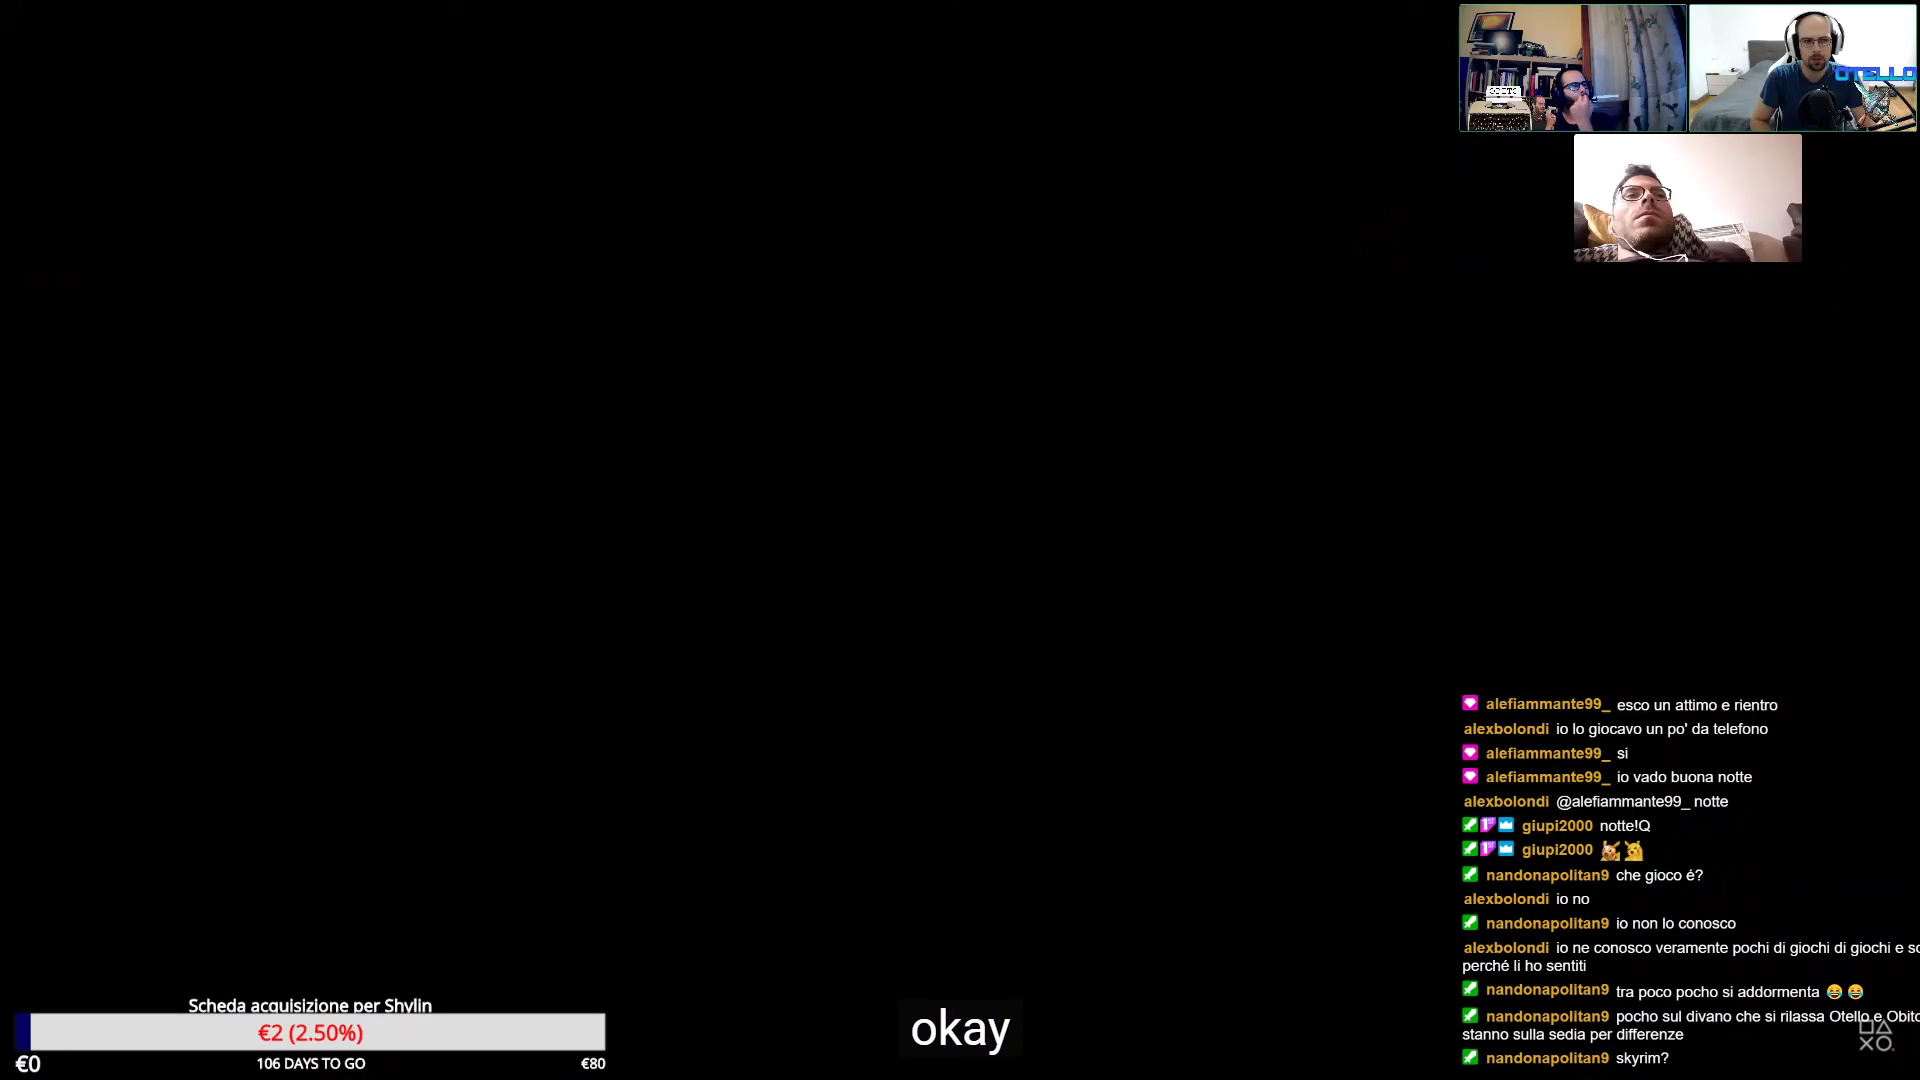 OTELLO
alefiammante99_ esco un attimo e rientro
alexbolondi io lo giocavo un po' da telefono
alefiammante99_ si
alefiammante99_ io vado buona notte
alexbolondi @alefiammante99_ notte
giupi2000 notte!Q
giupi2000
nandonapolitan9 che gioco é?
alexbolondi io no
nandonapolitan9 io non lo conosco
alexbolondi io ne conosco veramente pochi di giochi di giochi e so
perché li ho sentiti
nandonapolitan9 tra poco pocho si addormenta 😂 😂
nandonapolitan9 pocho sul divano che si rilassa Otello e Obito
stanno sulla sedia per differenze
nandonapolitan9 skyrim?
Scheda acquisizione per Shylin
€2 (2.50%)
€0 106 DAYS TO GO €80
okay